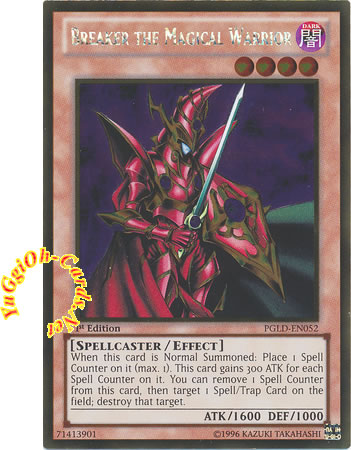 Breaker the Magical Warrior
DARK
闇
YuGgiOh-Cards.Net
1st Edition
PGLD-EN052
[SPELLCASTER / EFFECT]
When this card is Normal Summoned: Place 1 Spell
Counter on it (max. 1). This card gains 300 ATK for each
Spell Counter on it. You can remove 1 Spell Counter
from this card, then target 1 Spell/Trap Card on the
field; destroy that target.
ATK/1600 DEF/1000
71413901
©1996 KAZUKI TAKAHASHI